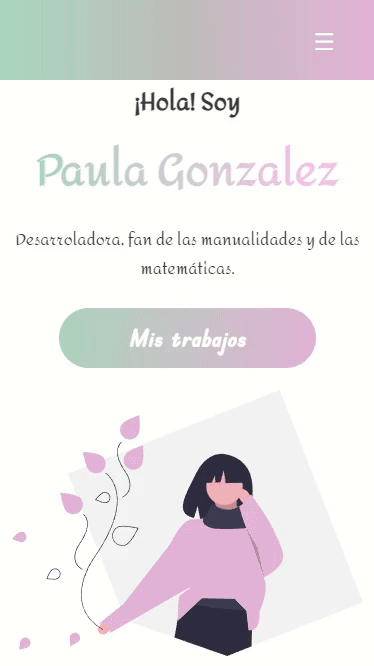 ¡Hola! Soy
Paula Gonzalez
Desarroladora, fan de las manualidades y de las
matemáticas.
Mis trabajos